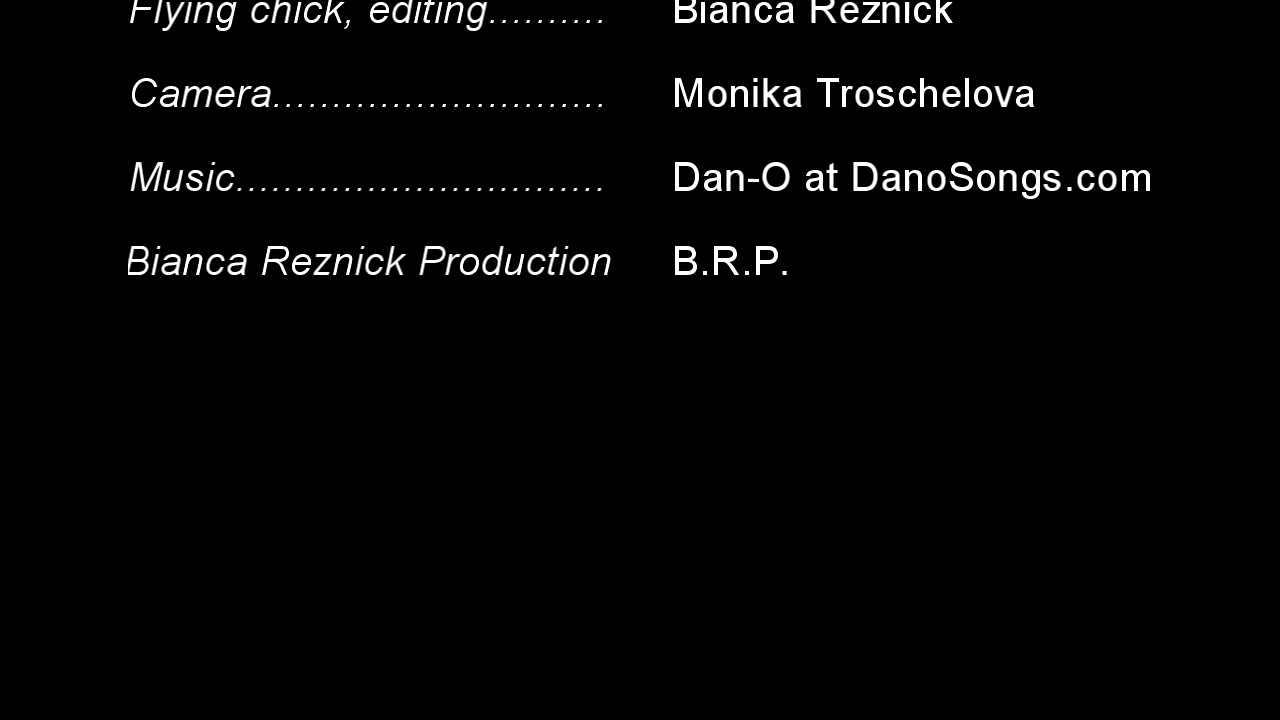 Flying chick, editing.......... Bianca Reznick
Camera............................ Monika Troschelova
Music............................... Dan-O at DanoSongs.com
Bianca Reznick Production B.R.P.